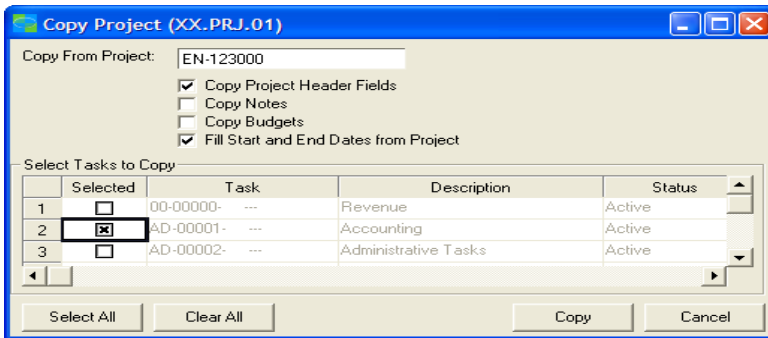 Copy Project (XX.PRJ.01)
Copy From Project: EN-123000
Copy Project Header Fields
Copy Notes
Copy Budgets
Fill Start and End Dates from Project
Select Tasks to Copy
Selected Task Description Status
1 00-00000- --- Revenue Active
2 AD-00001- --- Accounting Active
3 AD-00002- --- Administrative Tasks Active
Select All Clear All Copy Cancel